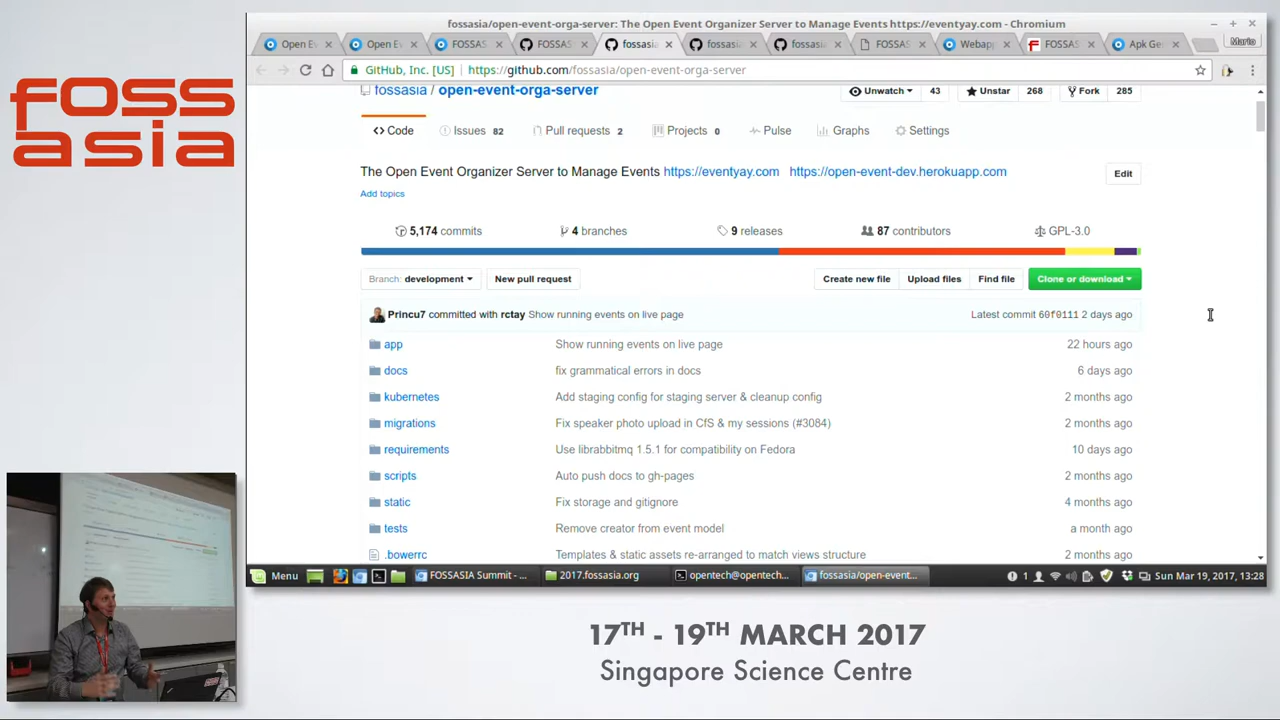 foss
asia
fossasia/open-event-orga-server: The Open Event Organizer Server to Manage Events https://eventyay.com - Chromium
Open Ev
Open Ev
FOSSAS
FOSSAS
fossasia
fossasia
fossasia
FOSSAS
Webapp
FOSSAS
Apk Ge
Mario
GitHub, Inc. [US] https://github.com/fossasia/open-event-orga-server
fossasia / open-event-orga-server
Unwatch 43 Unstar 268 Fork 285
Code Issues 82 Pull requests 2 Projects 0 Pulse Graphs Settings
The Open Event Organizer Server to Manage Events https://eventyay.com https://open-event-dev.herokuapp.com Edit
Add topics
5,174 commits 4 branches 9 releases 87 contributors GPL-3.0
Branch: development New pull request Create new file Upload files Find file Clone or download
Princu7 committed with rctay Show running events on live page Latest commit 60f0111 2 days ago
app Show running events on live page 22 hours ago
docs fix grammatical errors in docs 6 days ago
kubernetes Add staging config for staging server & cleanup config 2 months ago
migrations Fix speaker photo upload in CfS & my sessions (#3084) 2 months ago
requirements Use librabbitmq 1.5.1 for compatibility on Fedora 10 days ago
scripts Auto push docs to gh-pages 2 months ago
static Fix storage and gitignore 4 months ago
tests Remove creator from event model a month ago
.bowerrc Templates & static assets re-arranged to match views structure 2 months ago
Menu FOSSASIA Summit - ... 2017.fossasia.org opentech@opentech... fossasia/open-event... 1 Sun Mar 19, 2017, 13:28
17TH - 19TH MARCH 2017
Singapore Science Centre